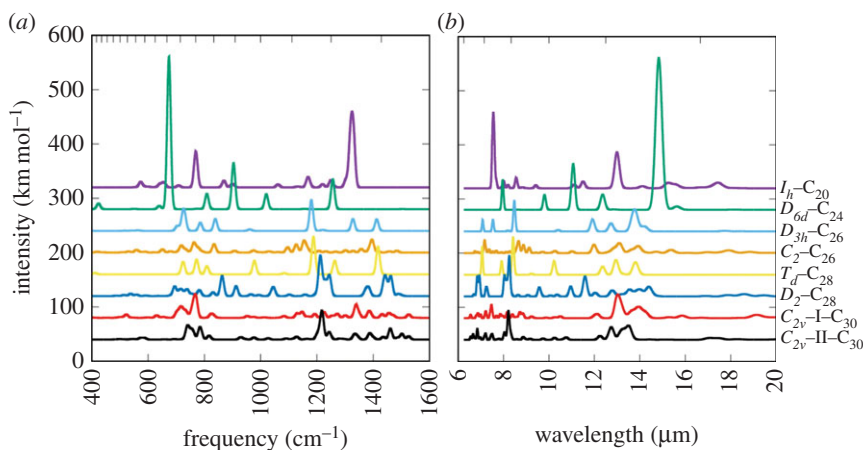 (a)
(b)
600
500
400
300
200
100
0
intensity (km mol⁻¹)
400 600 800 1000 1200 1400 1600
frequency (cm⁻¹)
6 8 10 12 14 16 18 20
wavelength (µm)
Iₕ–C₂₀
D₆d–C₂₄
D₃ₕ–C₂₆
C₂–C₂₆
T_d–C₂₈
D₂–C₂₈
C₂ᵥ–I–C₃₀
C₂ᵥ–II–C₃₀